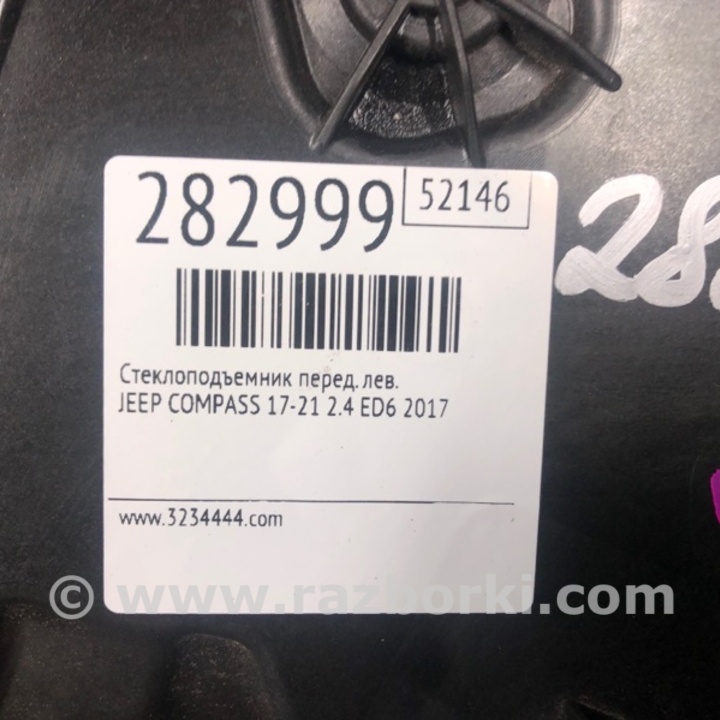 282999 52146
28
Стеклоподъемник перед. лев.
JEEP COMPASS 17-21 2.4 ED6 2017
www.3234444.com
© www.razborki.com